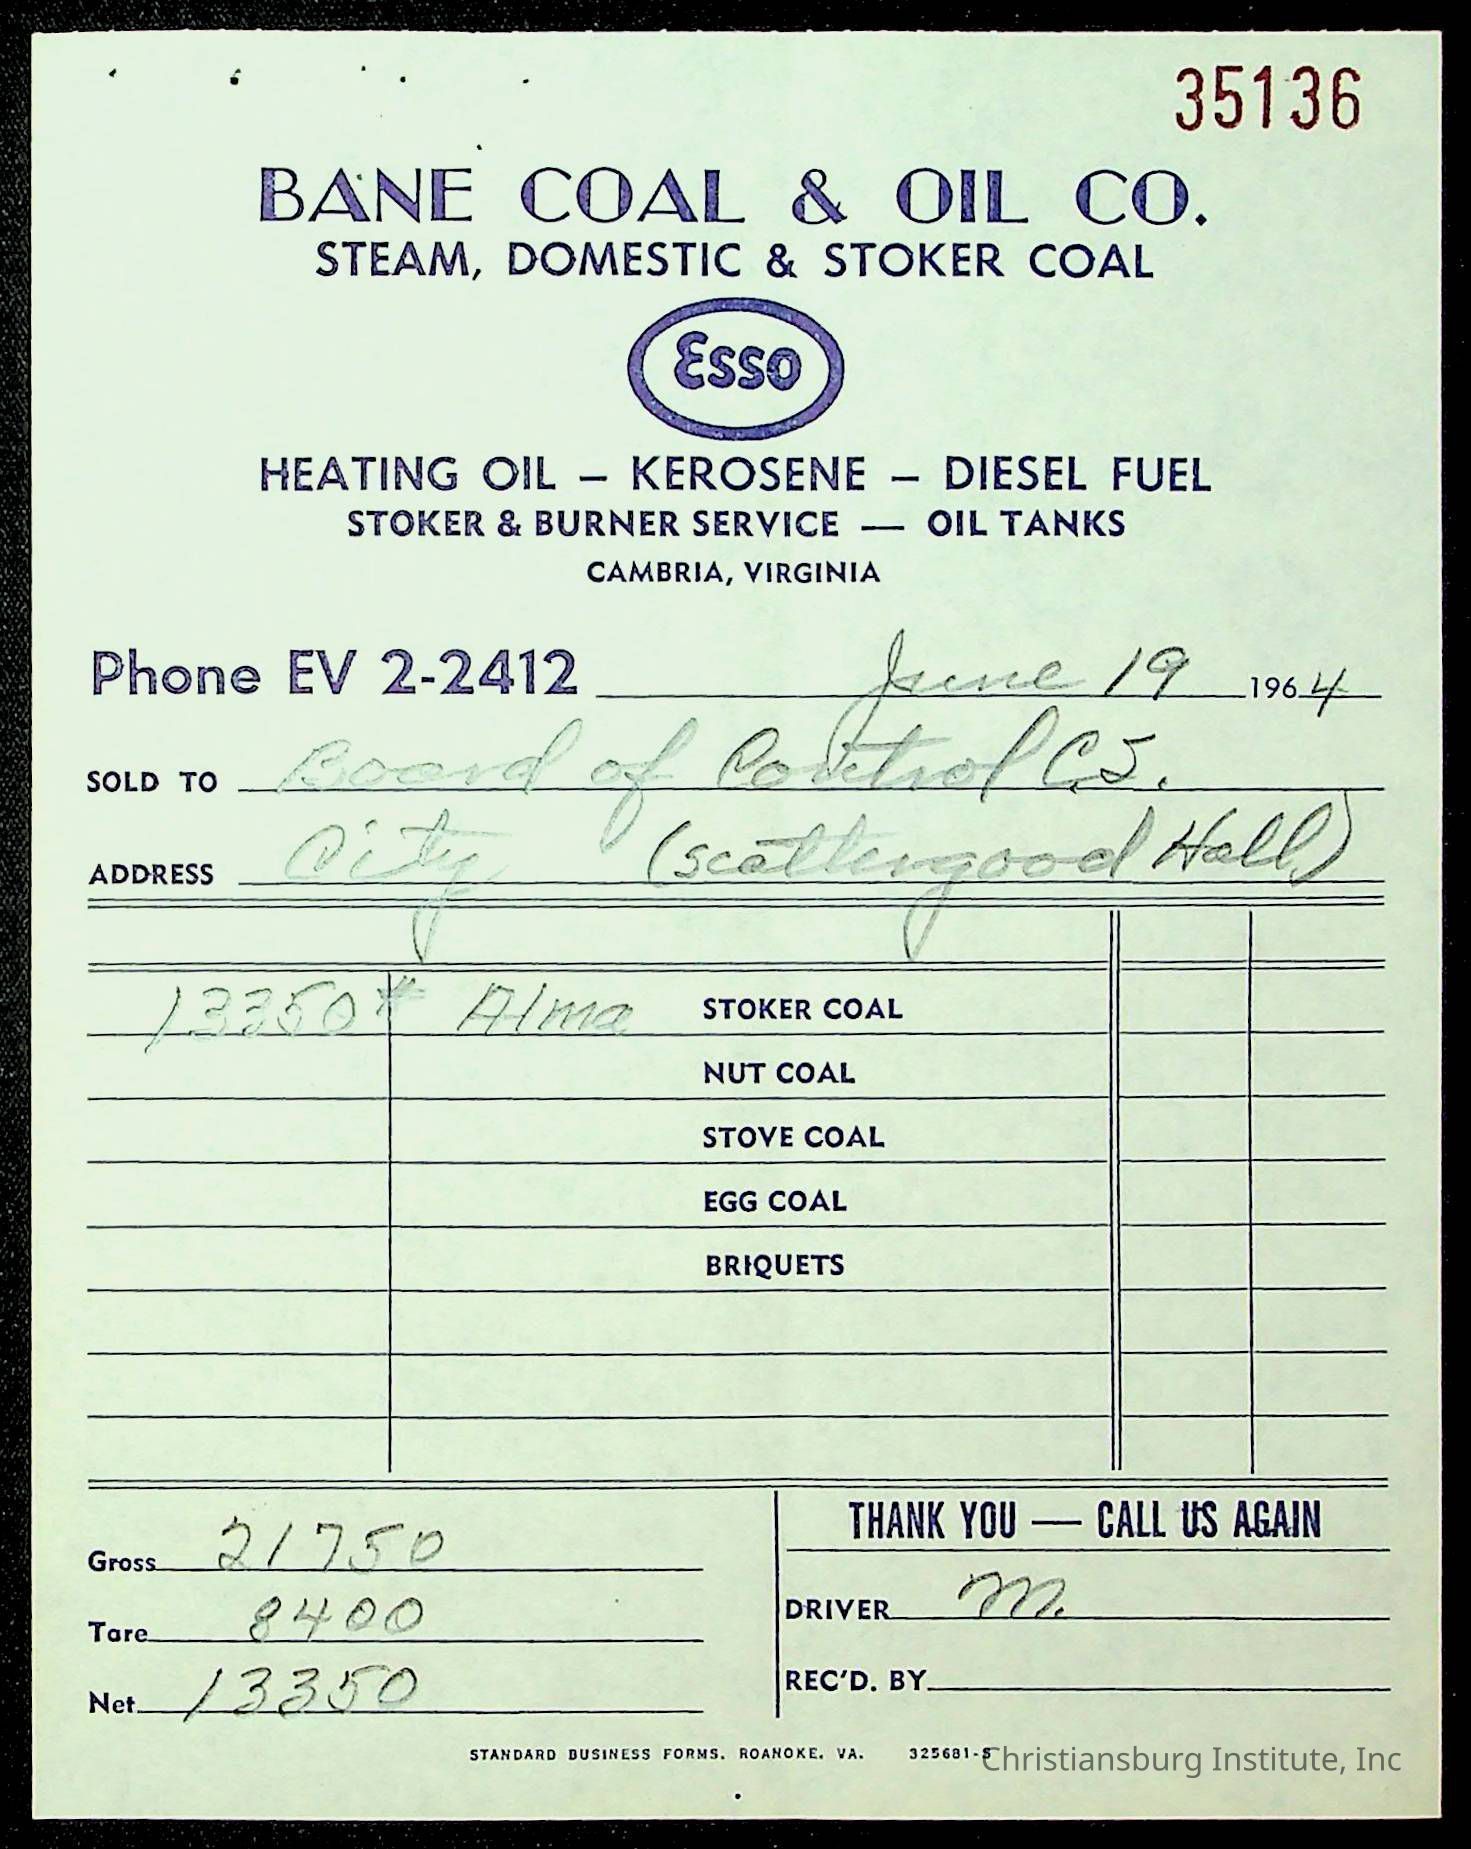 35136
BANE COAL & OIL CO.
STEAM, DOMESTIC & STOKER COAL
Esso
HEATING OIL — KEROSENE — DIESEL FUEL
STOKER & BURNER SERVICE — OIL TANKS
CAMBRIA, VIRGINIA
Phone EV 2-2412 June 19 1964
SOLD TO Board of Control C.S.
ADDRESS City (scattergood Hall)
13350# Alma STOKER COAL
NUT COAL
STOVE COAL
EGG COAL
BRIQUETS
THANK YOU — CALL US AGAIN
Gross 21750
Tare 8400
Net 13350
DRIVER M.
REC'D. BY
STANDARD BUSINESS FORMS. ROANOKE. VA. 325681-S
Christiansburg Institute, Inc